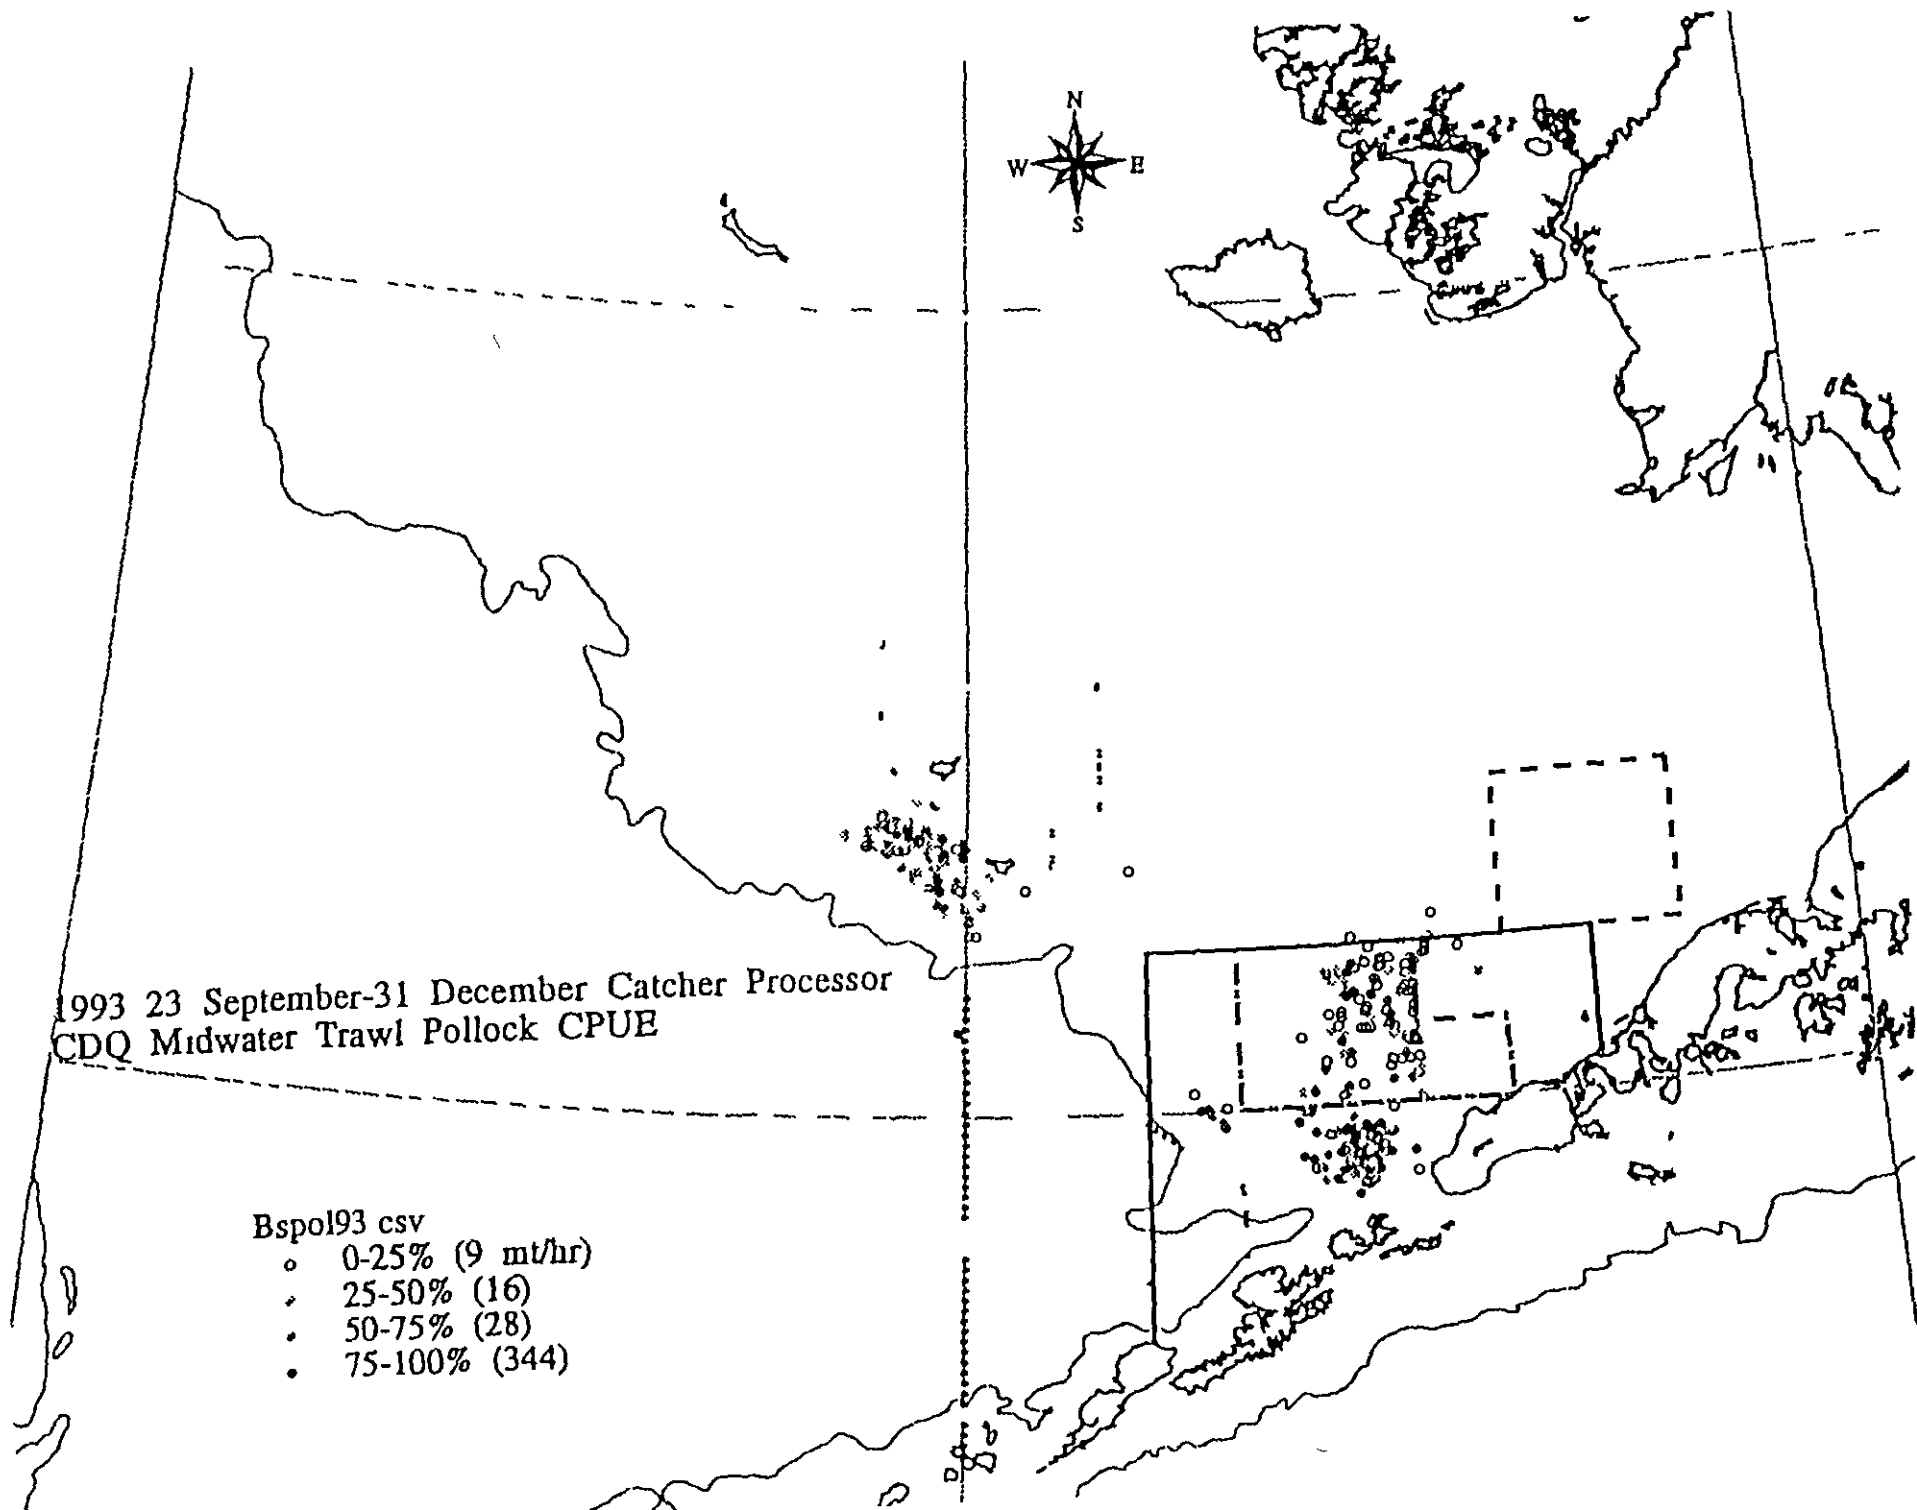 N
W E
S
1993 23 September-31 December Catcher Processor
CDQ Midwater Trawl Pollock CPUE
Bspol93 csv
0-25% (9 mt/hr)
25-50% (16)
50-75% (28)
75-100% (344)